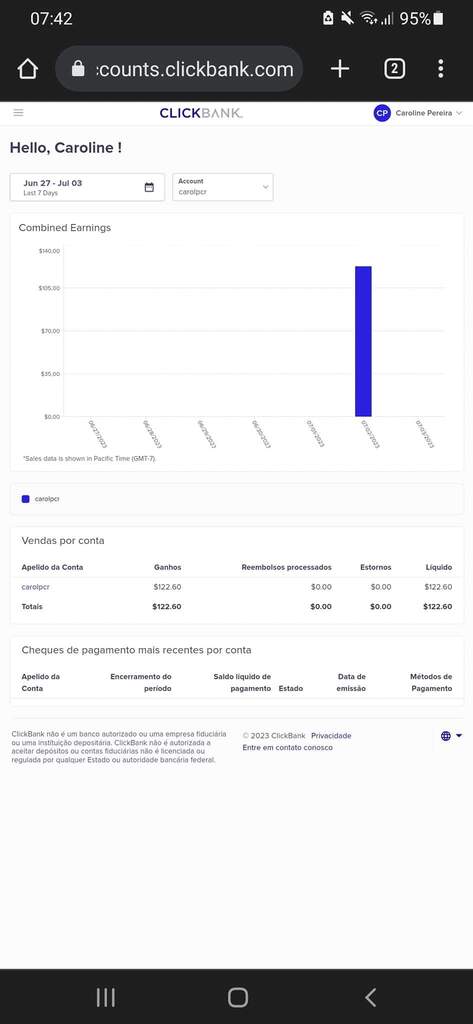 07:42
95%
:counts.clickbank.com
2
CLICKBANK.
CP Caroline Pereira
Hello, Caroline !
Jun 27 - Jul 03
Last 7 Days
Account
carolpcr
Combined Earnings
$140.00
$105.00
$70.00
$35.00
$0.00
06/27/2023
06/28/2023
06/29/2023
06/30/2023
07/01/2023
07/02/2023
07/03/2023
*Sales data is shown in Pacific Time (GMT-7).
carolpcr
Vendas por conta
Apelido da Conta Ganhos Reembolsos processados Estornos Líquido
carolpcr $122.60 $0.00 $0.00 $122.60
Totais $122.60 $0.00 $0.00 $122.60
Cheques de pagamento mais recentes por conta
Apelido da Encerramento do Saldo líquido de Data de Métodos de
Conta período pagamento Estado emissão Pagamento
ClickBank não é um banco autorizado ou uma empresa fiduciária
ou uma instituição depositária. ClickBank não é autorizada a
aceitar depósitos ou contas fiduciárias não é licenciada ou
regulada por qualquer Estado ou autoridade bancária federal.
© 2023 ClickBank Privacidade
Entre em contato conosco